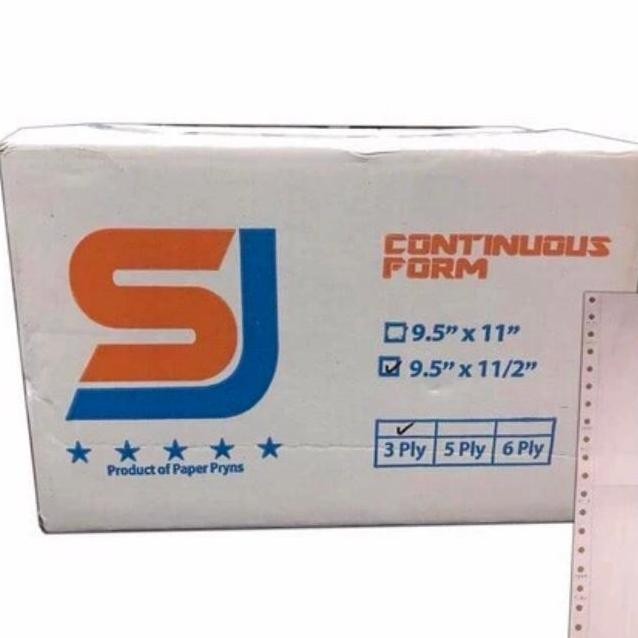 SJ
CONTINUOUS
FORM
9.5” x 11”
9.5” x 11/2”
3 Ply 5 Ply 6 Ply
Product of Paper Pryns